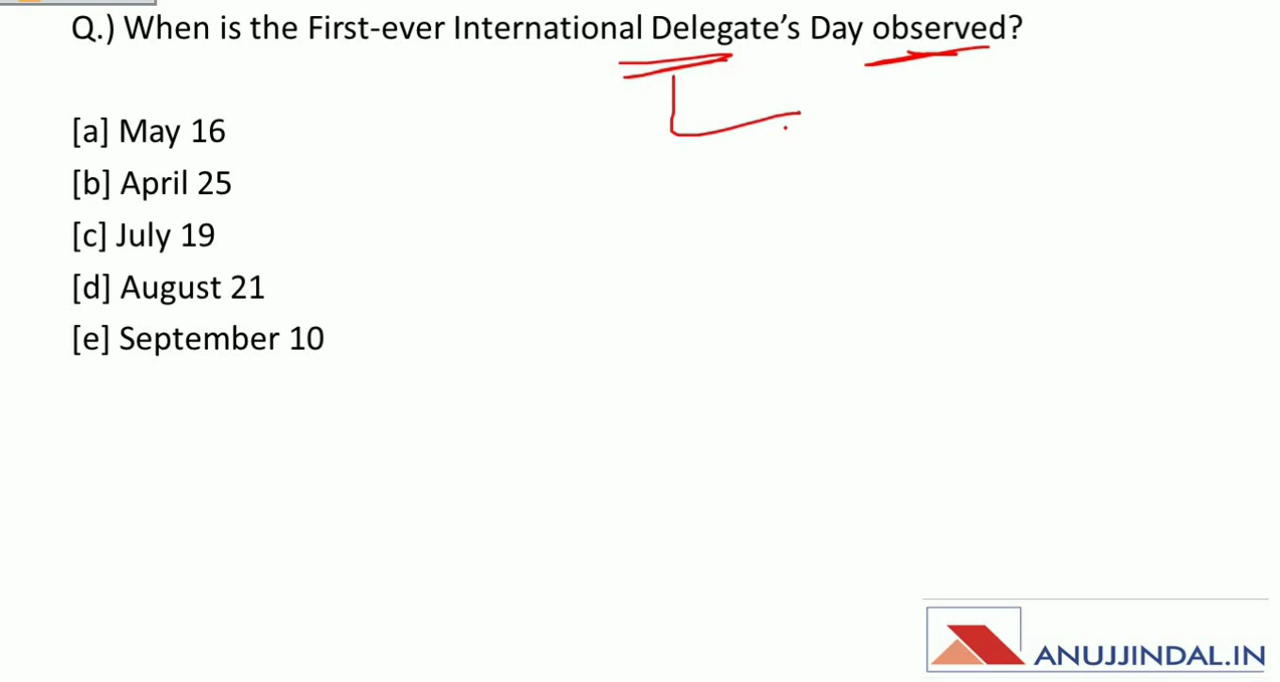 Q.) When is the First-ever International Delegate’s Day observed?
[a] May 16
[b] April 25
[c] July 19
[d] August 21
[e] September 10
ANUJJINDAL.IN